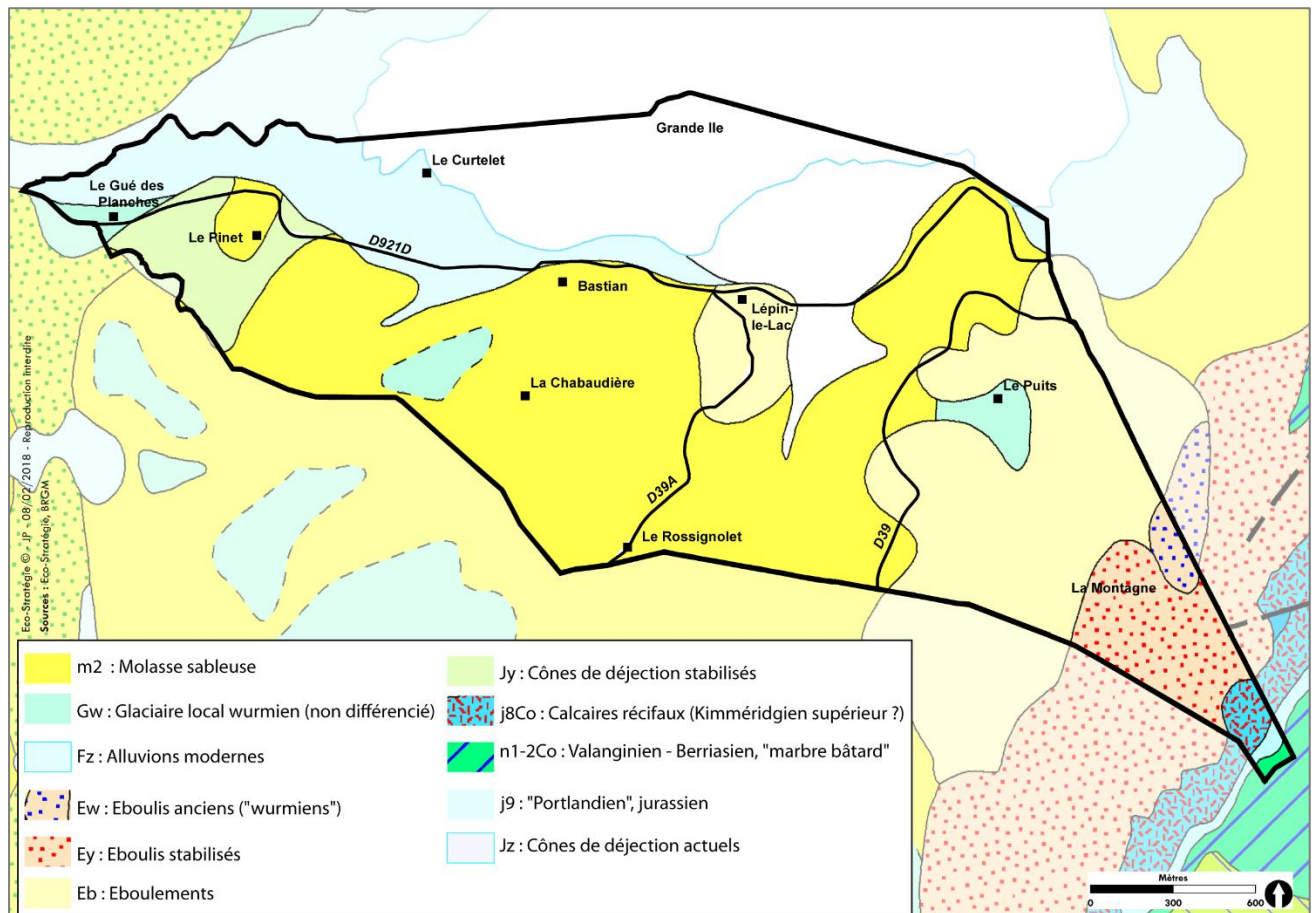 Grande Ile
Le Curtelet
Le Gué des
Planches
Le Pinet
D921D
Bastian
Lépin-
le-Lac
La Chabaudière
Le Puits
D39A
D39
Le Rossignolet
La Montagne
Eco-Stratégie © - JP - 08/02/2018 - Reproduction interdite
Sources : Eco-Stratégie, BRGM
m2 : Molasse sableuse
Gw : Glaciaire local wurmien (non différencié)
Fz : Alluvions modernes
Ew : Eboulis anciens ("wurmiens")
Ey : Eboulis stabilisés
Eb : Eboulements
Jy : Cônes de déjection stabilisés
j8Co : Calcaires récifaux (Kimméridgien supérieur ?)
n1-2Co : Valanginien - Berriasien, "marbre bâtard"
j9 : "Portlandien", jurassien
Jz : Cônes de déjection actuels
Mètres
0 300 600